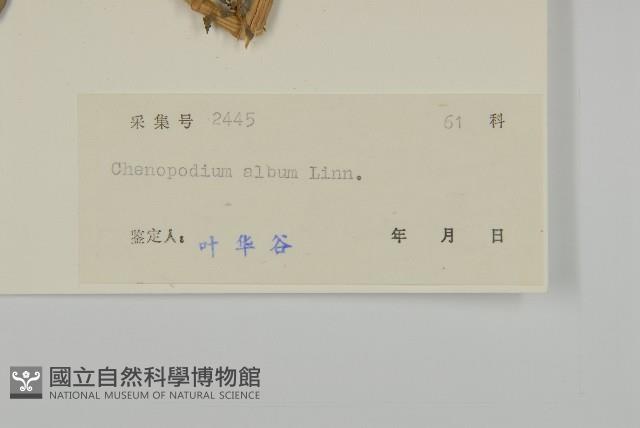 采集号 2445 61 科
Chenopodium album Linn.
鉴定人: 叶华谷 年 月 日
國立自然科學博物館
NATIONAL MUSEUM OF NATURAL SCIENCE